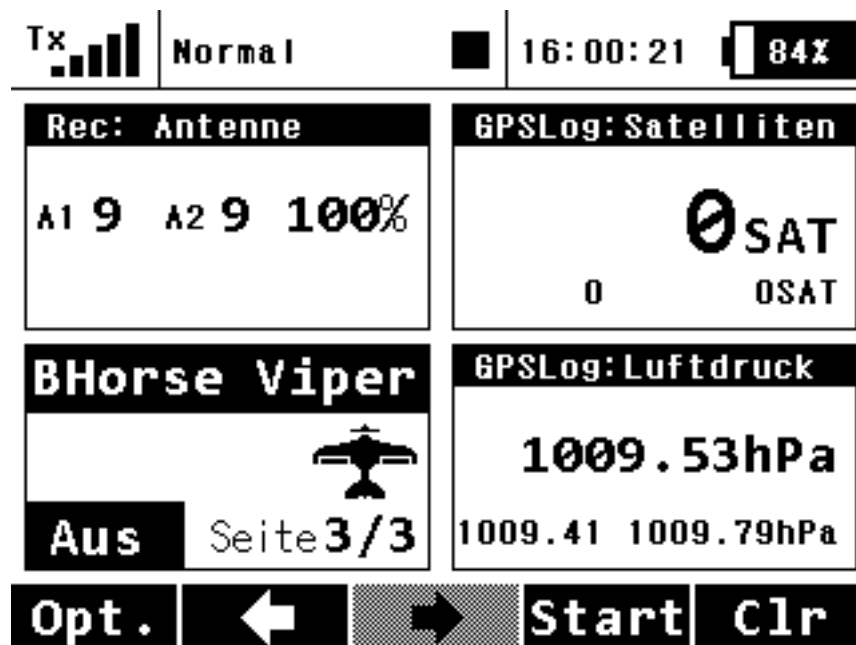 Tx Normal 16:00:21 84%
Rec: Antenne
A1 9 A2 9 100%
GPSLog:Satelliten
0SAT
0 0SAT
BHorse Viper
Aus Seite3/3
GPSLog:Luftdruck
1009.53hPa
1009.41 1009.79hPa
Opt. Start Clr